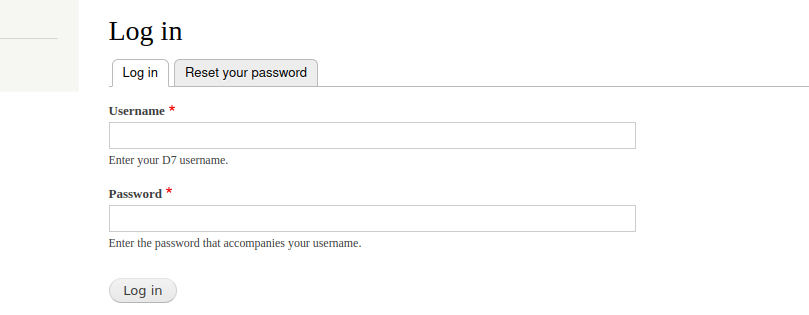 Log in
Log in Reset your password
Username *
Enter your D7 username.
Password *
Enter the password that accompanies your username.
Log in